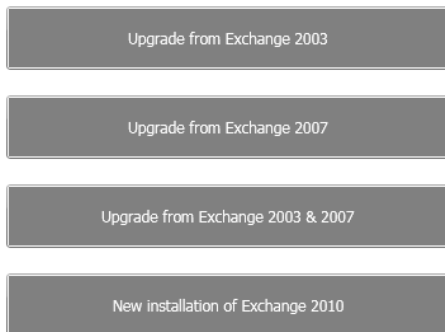 Upgrade from Exchange 2003
Upgrade from Exchange 2007
Upgrade from Exchange 2003 & 2007
New installation of Exchange 2010